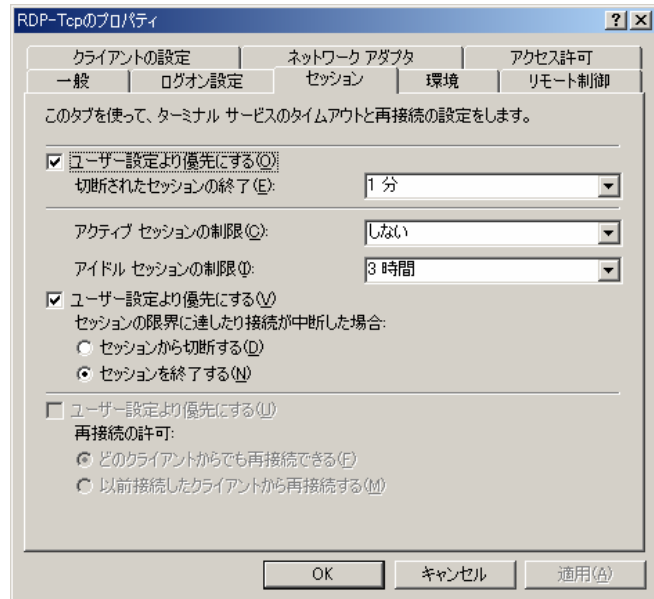 RDP-Tcpのプロパティ
クライアントの設定 ネットワーク アダプタ アクセス許可
一般 ログオン設定 セッション 環境 リモート制御
このタブを使って、ターミナル サービスのタイムアウトと再接続の設定をします。
ユーザー設定より優先にする(O)
切断されたセッションの終了(E): 1 分
アクティブ セッションの制限(C): しない
アイドル セッションの制限(I): 3 時間
ユーザー設定より優先にする(V)
セッションの限界に達したり接続が中断した場合:
セッションから切断する(D)
セッションを終了する(N)
ユーザー設定より優先にする(U)
再接続の許可:
どのクライアントからでも再接続できる(F)
以前接続したクライアントから再接続する(M)
OK キャンセル 適用(A)